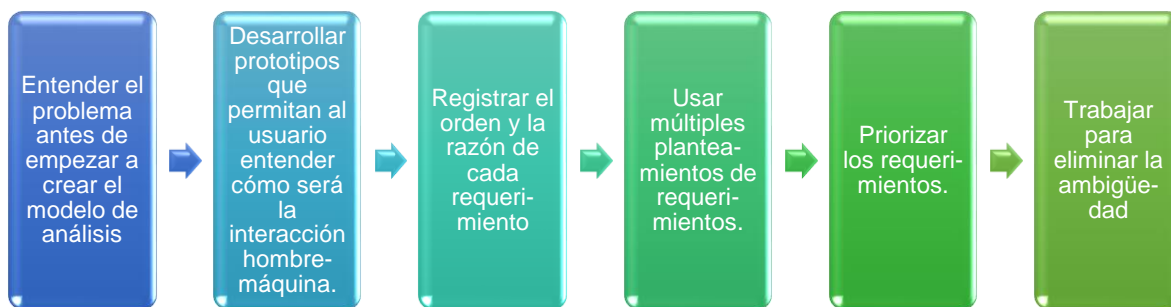 Entender el
problema
antes de
empezar a
crear el
modelo de
análisis
Desarrollar
prototipos
que
permitan al
usuario
entender
cómo será
la
interacción
hombre-
máquina.
Registrar el
orden y la
razón de
cada
requeri-
miento
Usar
múltiples
plantea-
mientos de
requeri-
mientos.
Priorizar
los requeri-
mientos.
Trabajar
para
eliminar la
ambigüe-
dad